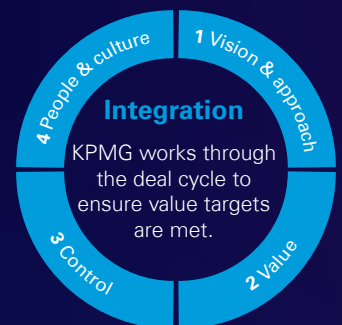 1 Vision & approach
2 Value
3 Control
4 People & culture
Integration
KPMG works through
the deal cycle to
ensure value targets
are met.